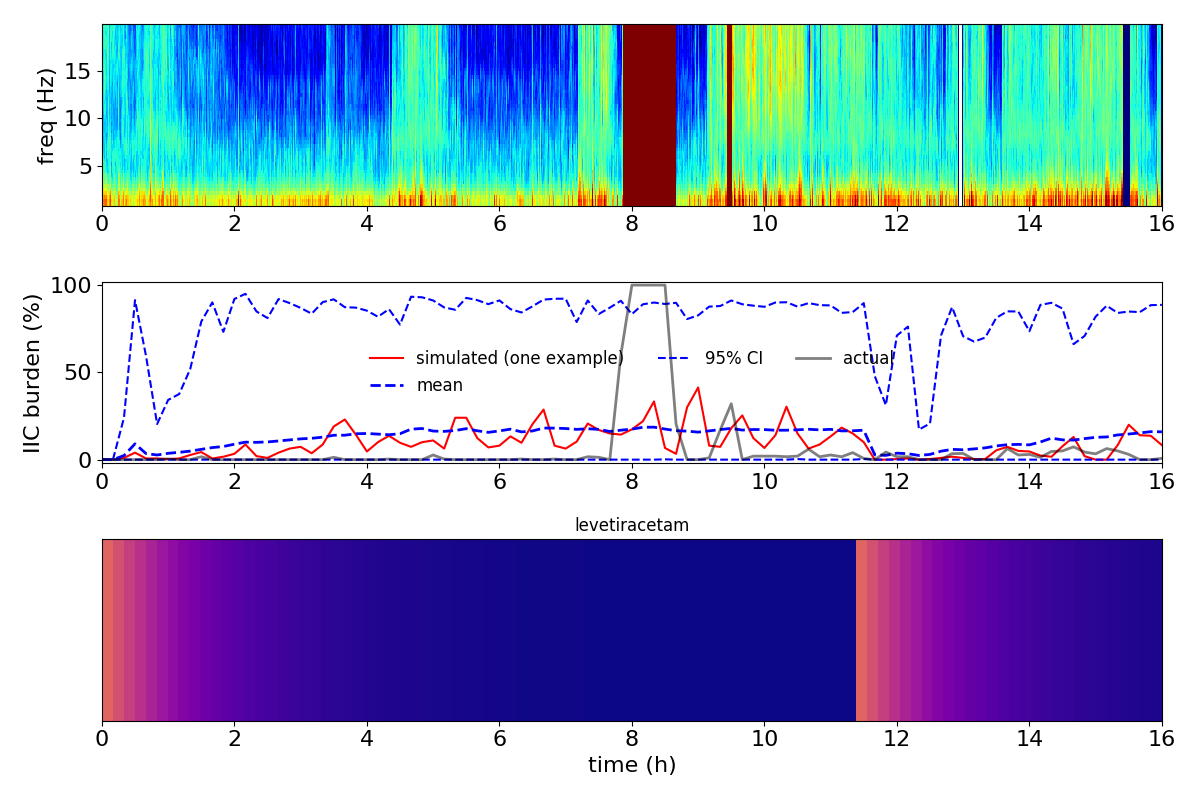 15
10
5
freq (Hz)
0 2 4 6 8 10 12 14 16
100
50
0
IIC burden (%)
simulated (one example) 95% CI actual
mean
0 2 4 6 8 10 12 14 16
levetiracetam
0 2 4 6 8 10 12 14 16
time (h)